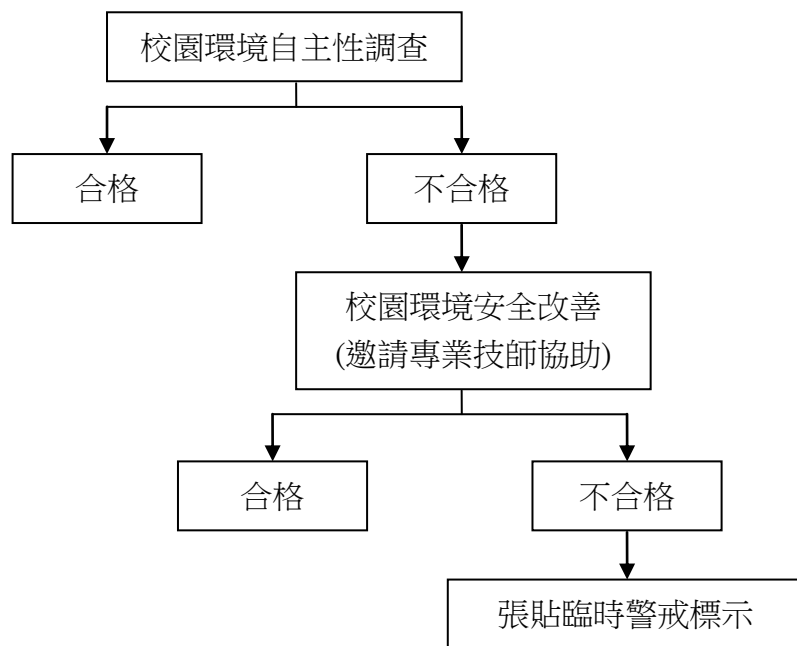 校園環境自主性調查
合格
不合格
校園環境安全改善
(邀請專業技師協助)
合格
不合格
張貼臨時警戒標示